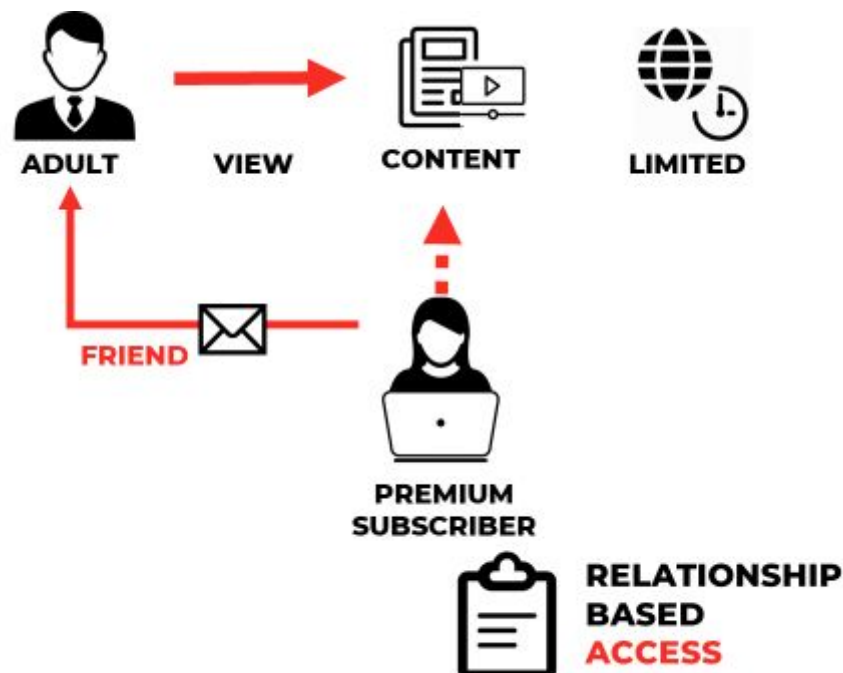 ADULT
VIEW
CONTENT
LIMITED
FRIEND
PREMIUM
SUBSCRIBER
RELATIONSHIP
BASED
ACCESS